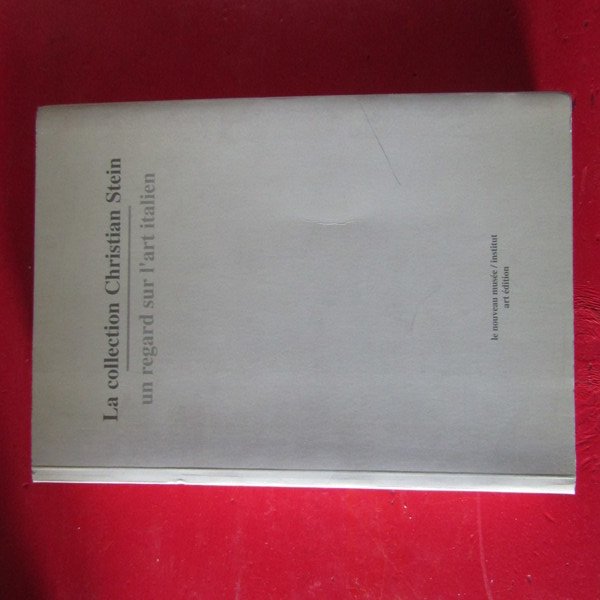 La collection Christian Stein
un regard sur l'art italien
le nouveau musée / institut
art édition